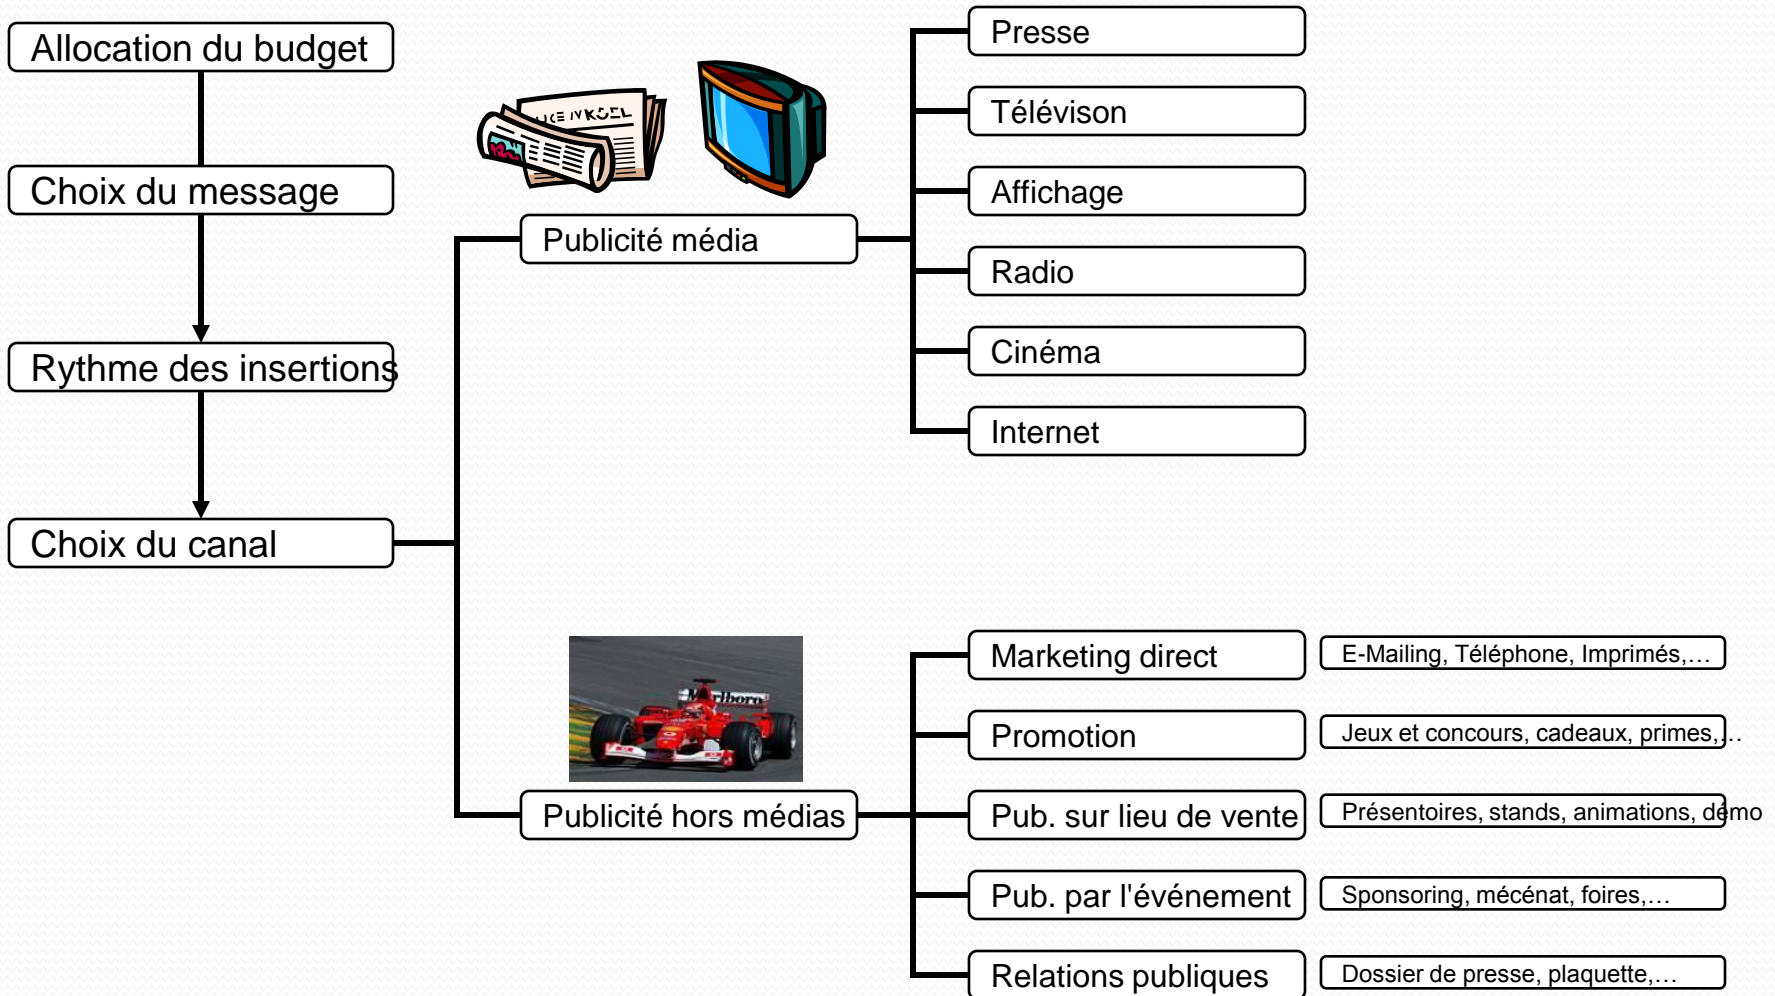 Allocation du budget
Choix du message
Rythme des insertions
Choix du canal
Publicité média
Presse
Télévison
Affichage
Radio
Cinéma
Internet
Marlboro
Publicité hors médias
Marketing direct
E-Mailing, Téléphone, Imprimés,…
Promotion
Jeux et concours, cadeaux, primes,…
Pub. sur lieu de vente
Présentoires, stands, animations, démo
Pub. par l'événement
Sponsoring, mécénat, foires,…
Relations publiques
Dossier de presse, plaquette,…